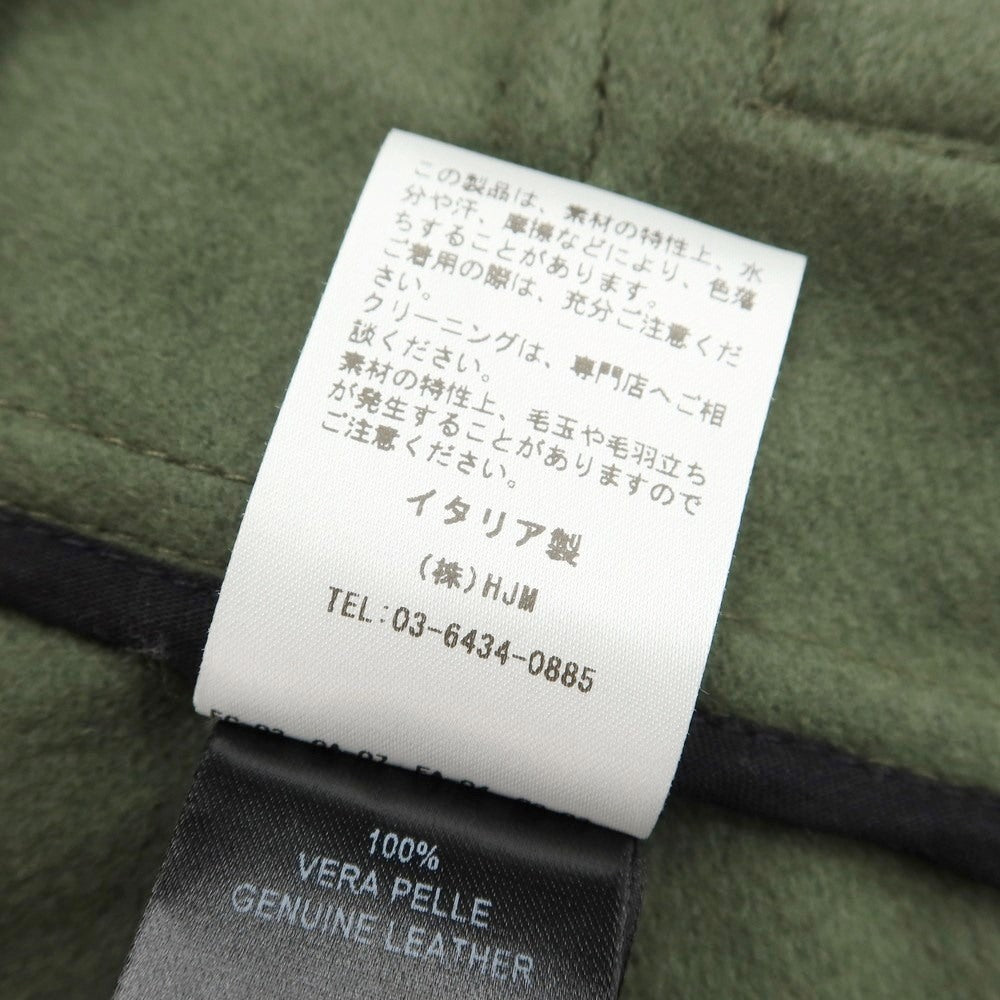 この製品は、素材の特性上、水
分や汗、摩擦などにより、色落
ちすることがあります。
ご着用の際は、充分ご注意くだ
さい。
クリーニングは、専門店へご相
談ください。
素材の特性上、毛玉や毛羽立ち
が発生することがありますので
ご注意ください。
イタリア製
(株)HJM
TEL:03-6434-0885
100%
VERA PELLE
GENUINE LEATHER